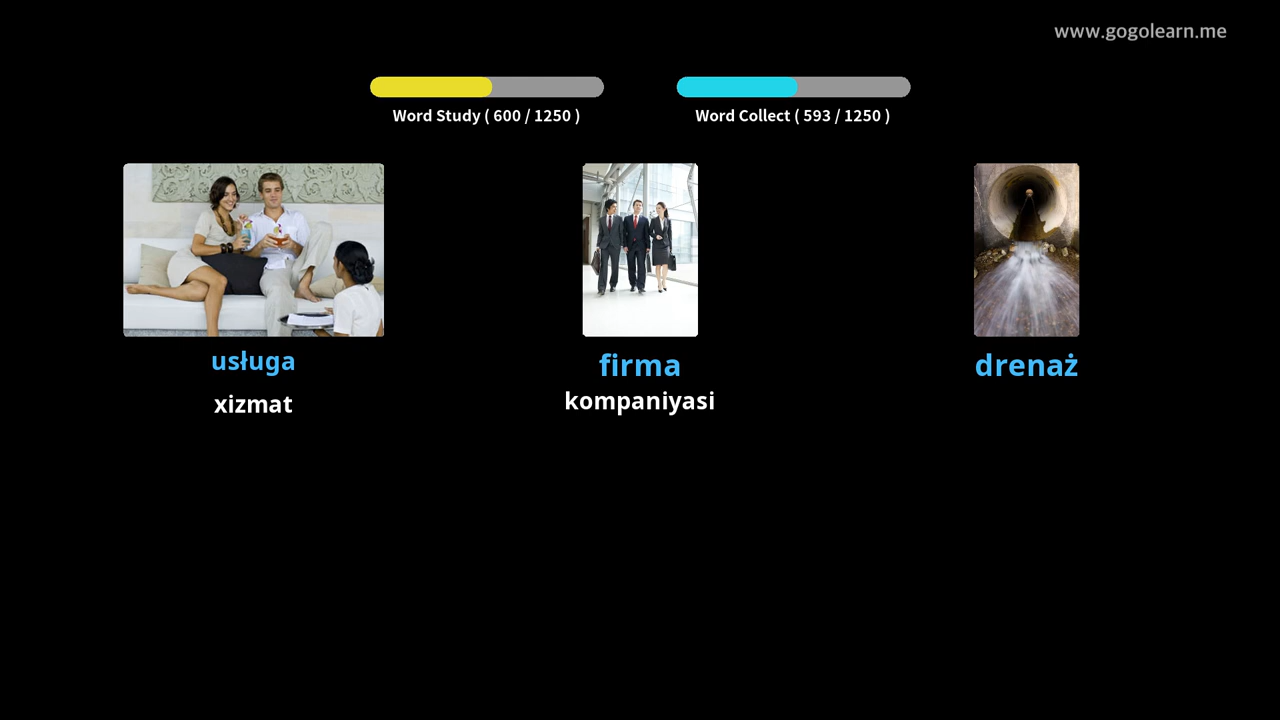 www.gogolearn.me
Word Study ( 600 / 1250 )
Word Collect ( 593 / 1250 )
usługa
xizmat
firma
kompaniyasi
drenaż